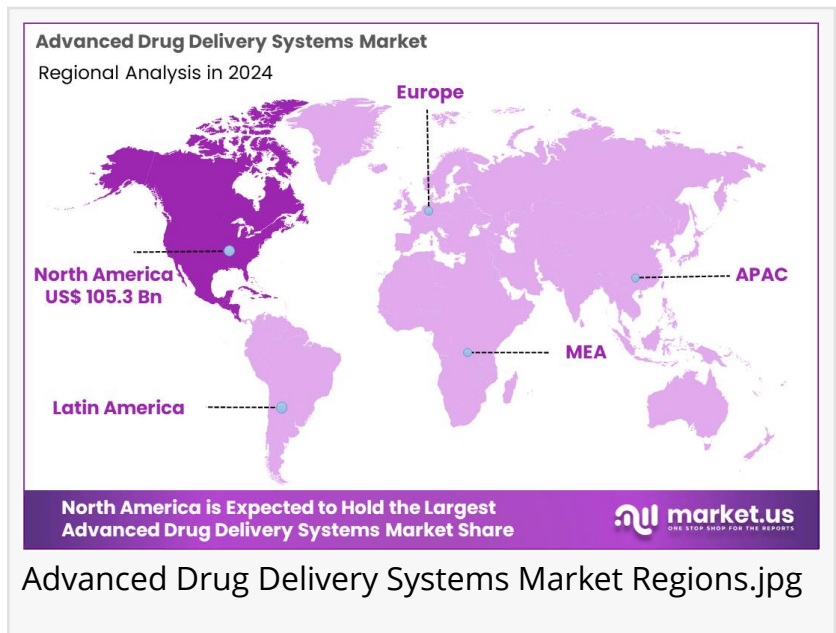 Advanced Drug Delivery Systems Market
Regional Analysis in 2024
Europe
North America
US$ 105.3 Bn
APAC
MEA
Latin America
North America is Expected to Hold the Largest
Advanced Drug Delivery Systems Market Share
market.us
ONE STOP SHOP FOR THE REPORTS
Advanced Drug Delivery Systems Market Regions.jpg